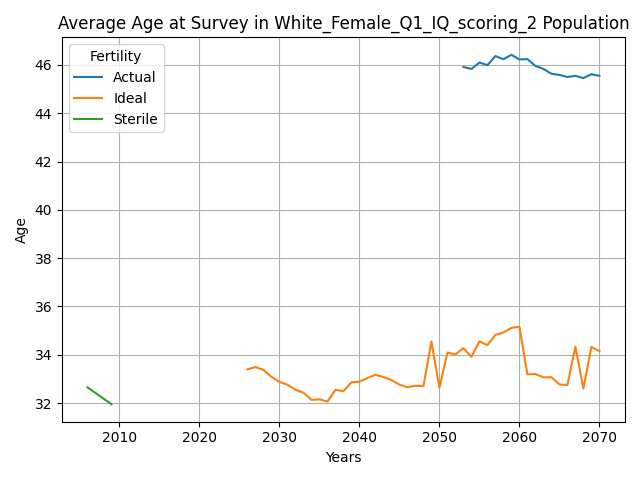 Average Age at Survey in White_Female_Q1_IQ_scoring_2 Population
Fertility
Actual
Ideal
Sterile
46
44
42
40
38
36
34
32
Age
2010 2020 2030 2040 2050 2060 2070
Years